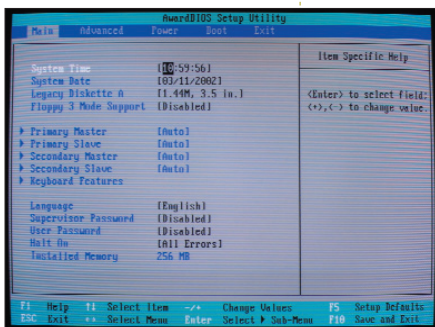 AwardBIOS Setup Utility
Main Advanced Power Boot Exit
Item Specific Help
System Time [10:59:56]
System Date [03/11/2002]
Legacy Diskette A [1.44M, 3.5 in.]
Floppy 3 Mode Support [Disabled]
<Enter> to select field:
<+>,<-> to change value.
Primary Master [Auto]
Primary Slave [Auto]
Secondary Master [Auto]
Secondary Slave [Auto]
Keyboard Features
Language [English]
Supervisor Password [Disabled]
User Password [Disabled]
Halt On [All Errors]
Installed Memory 256 MB
F1 Help ↑↓ Select Item -/+ Change Values F5 Setup Defaults
ESC Exit Select Menu Enter Select ▶ Sub-Menu F10 Save and Exit